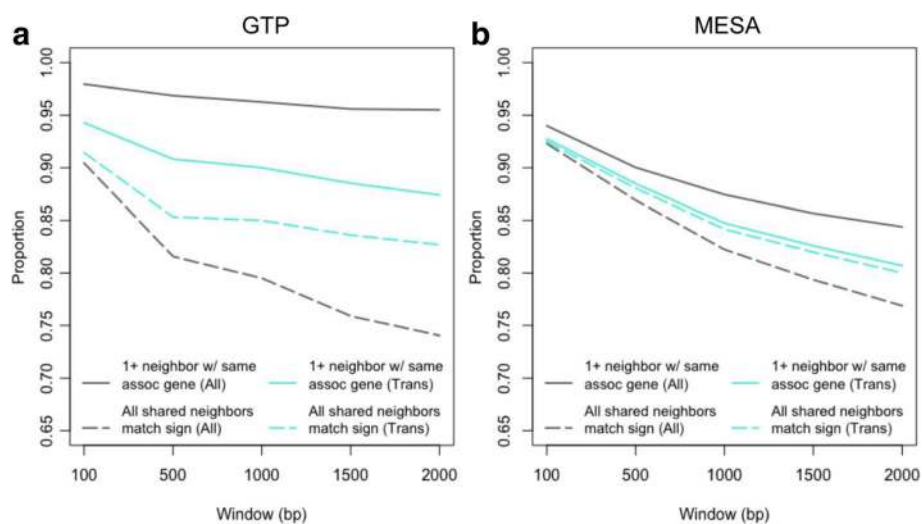 a
GTP
1.00
0.95
0.90
0.85
0.80
0.75
0.70
0.65
Proportion
1+ neighbor w/ same
assoc gene (All)
All shared neighbors
match sign (All)
1+ neighbor w/ same
assoc gene (Trans)
All shared neighbors
match sign (Trans)
100 500 1000 1500 2000
Window (bp)
b
MESA
1.00
0.95
0.90
0.85
0.80
0.75
0.70
0.65
Proportion
1+ neighbor w/ same
assoc gene (All)
All shared neighbors
match sign (All)
1+ neighbor w/ same
assoc gene (Trans)
All shared neighbors
match sign (Trans)
100 500 1000 1500 2000
Window (bp)